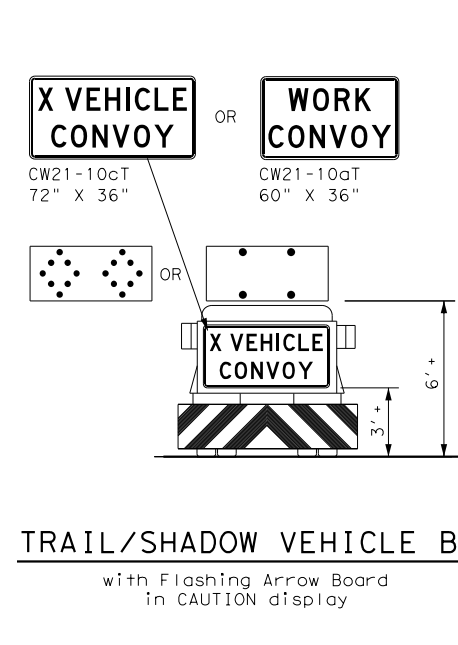 X VEHICLE
CONVOY
OR
WORK
CONVOY
CW21-10cT
72" X 36"
CW21-10aT
60" X 36"
OR
X VEHICLE
CONVOY
6' +
3' +
TRAIL/SHADOW VEHICLE B
with Flashing Arrow Board
in CAUTION display